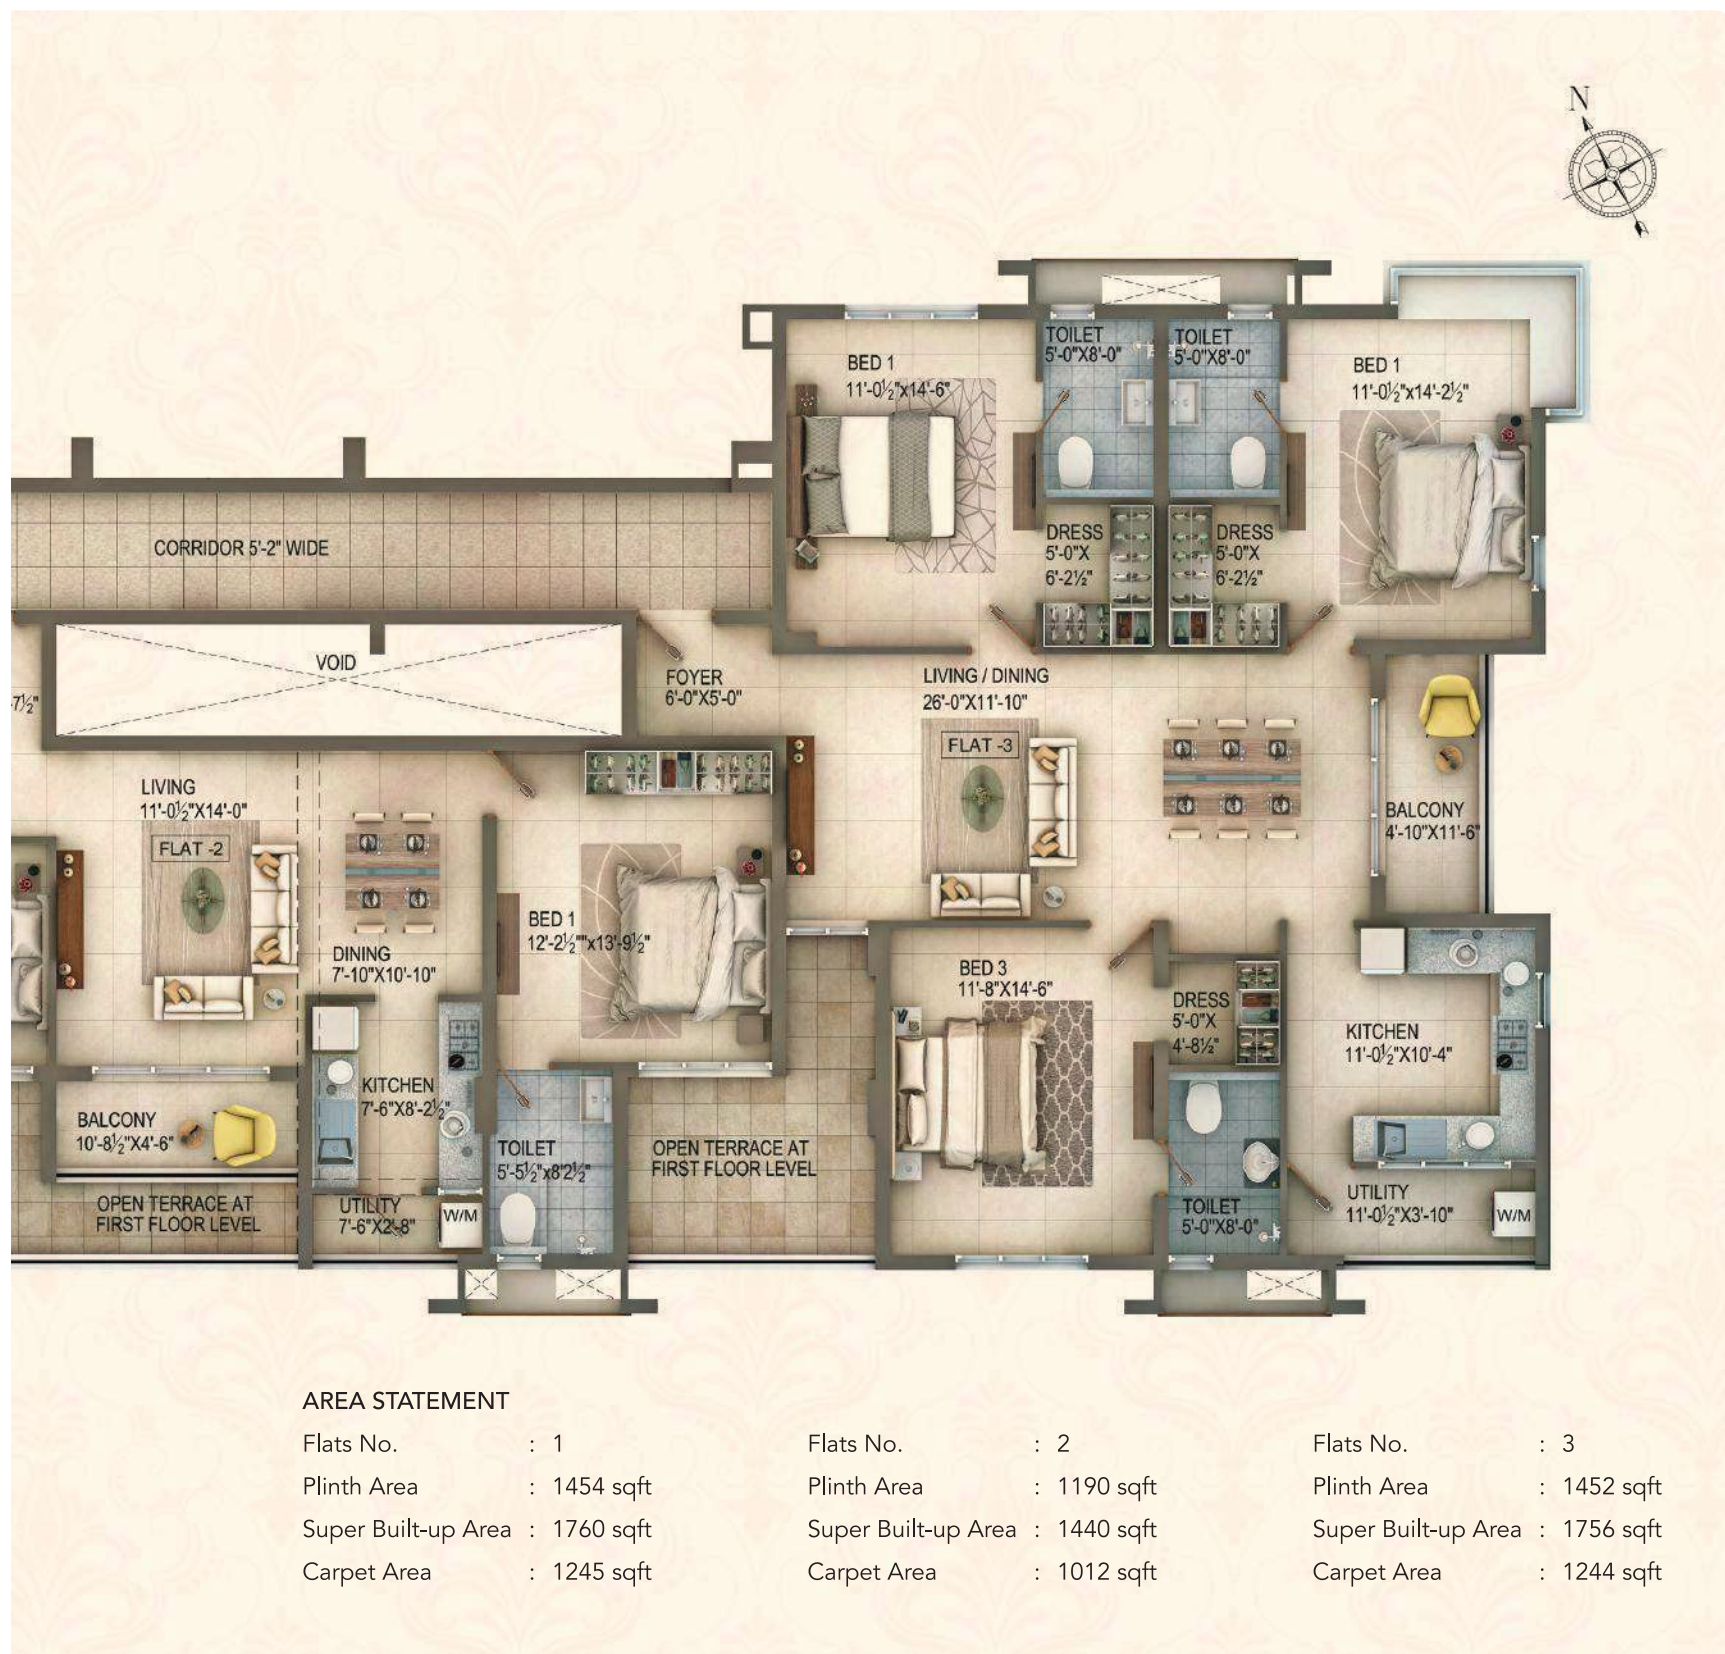 N
TOILET
5'-0"X8'-0"
TOILET
5'-0"X8'-0"
BED 1
11'-0½"x14'-6"
BED 1
11'-0½"x14'-2½"
DRESS
5'-0"X
6'-2½"
DRESS
5'-0"X
6'-2½"
CORRIDOR 5'-2" WIDE
VOID
FOYER
6'-0"X5'-0"
LIVING / DINING
26'-0"X11'-10"
FLAT -3
-7½"
LIVING
11'-0½"X14'-0"
FLAT -2
BALCONY
4'-10"X11'-6"
BED 1
12'-2½""x13'-9½"
DINING
7'-10"X10'-10"
BED 3
11'-8"X14'-6"
DRESS
5'-0"X
4'-8½"
KITCHEN
11'-0½"X10'-4"
KITCHEN
7'-6"X8'-2½"
BALCONY
10'-8½"X4'-6"
TOILET
5'-5½"x8'2½"
OPEN TERRACE AT
FIRST FLOOR LEVEL
OPEN TERRACE AT
FIRST FLOOR LEVEL
UTILITY
7'-6"X2'-8"
W/M
TOILET
5'-0"X8'-0"
UTILITY
11'-0½"X3'-10"
W/M
AREA STATEMENT
Flats No. : 1
Plinth Area : 1454 sqft
Super Built-up Area : 1760 sqft
Carpet Area : 1245 sqft
Flats No. : 2
Plinth Area : 1190 sqft
Super Built-up Area : 1440 sqft
Carpet Area : 1012 sqft
Flats No. : 3
Plinth Area : 1452 sqft
Super Built-up Area : 1756 sqft
Carpet Area : 1244 sqft